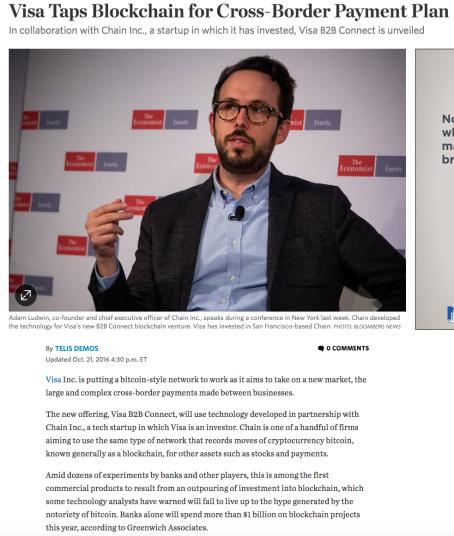 Visa Taps Blockchain for Cross-Border Payment Plan
In collaboration with Chain Inc., a startup in which it has invested, Visa B2B Connect is unveiled
The Economist Events
The Economist Events
The Economist Events
The Economist Events
Adam Ludwin, co-founder and chief executive officer of Chain Inc., speaks during a conference in New York last week. Chain developed
the technology for Visa's new B2B Connect blockchain venture. Visa has invested in San Francisco-based Chain. PHOTO: BLOOMBERG NEWS
By TELIS DEMOS
Updated Oct. 21, 2016 4:30 p.m. ET
0 COMMENTS
Visa Inc. is putting a bitcoin-style network to work as it aims to take on a new market, the
large and complex cross-border payments made between businesses.
The new offering, Visa B2B Connect, will use technology developed in partnership with
Chain Inc., a tech startup in which Visa is an investor. Chain is one of a handful of firms
aiming to use the same type of network that records moves of cryptocurrency bitcoin,
known generally as a blockchain, for other assets such as stocks and payments.
Amid dozens of experiments by banks and other players, this is among the first
commercial products to result from an outpouring of investment into blockchain, which
some technology analysts have warned will fail to live up to the hype generated by the
notoriety of bitcoin. Banks alone will spend more than $1 billion on blockchain projects
this year, according to Greenwich Associates.